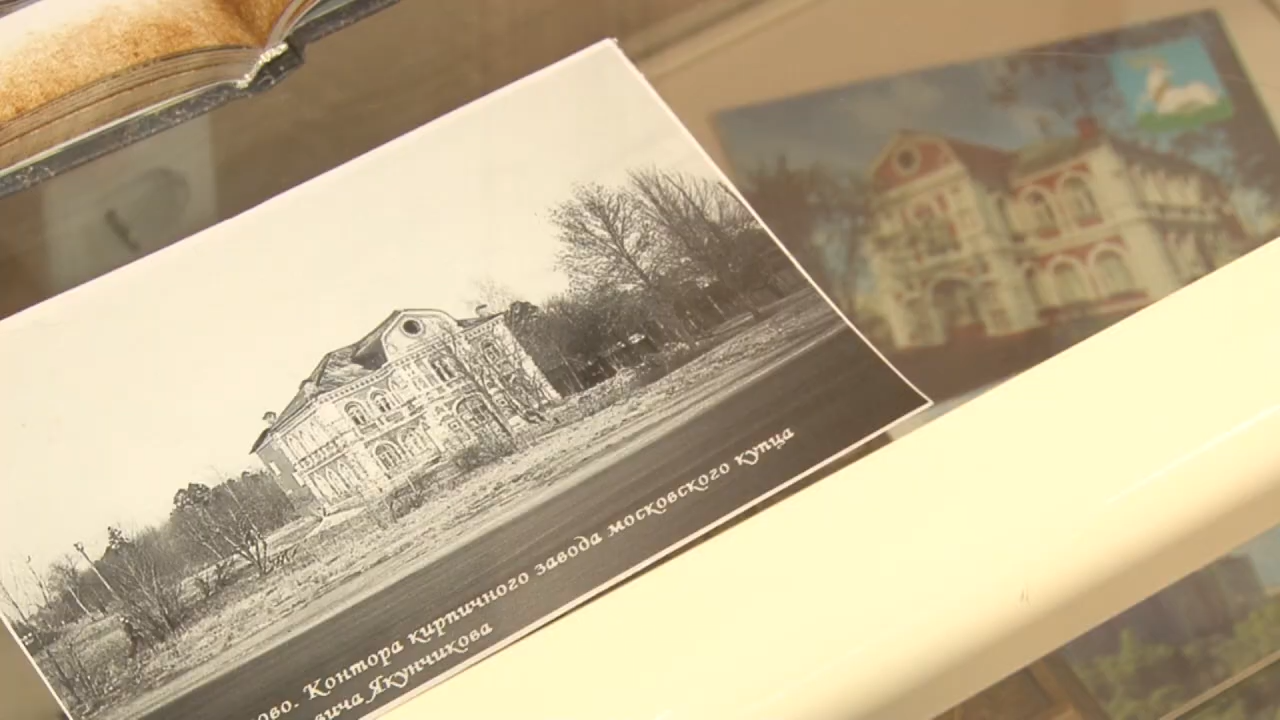 ово. Контора кирпичного завода московского купца
вича Якунчикова